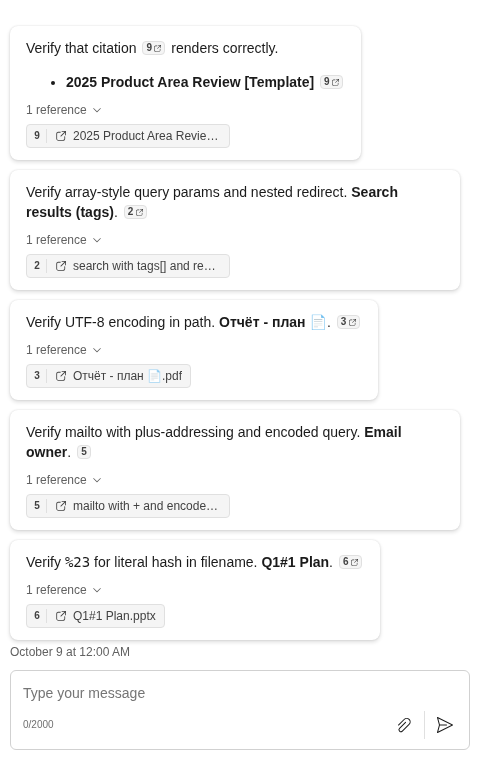 Verify that citation 9 renders correctly.
• 2025 Product Area Review [Template] 9
1 reference
9 2025 Product Area Revie...
Verify array-style query params and nested redirect. Search
results (tags). 2
1 reference
2 search with tags[] and re...
Verify UTF-8 encoding in path. Отчёт - план 📄. 3
1 reference
3 Отчёт - план 📄.pdf
Verify mailto with plus-addressing and encoded query. Email
owner. 5
1 reference
5 mailto with + and encode...
Verify %23 for literal hash in filename. Q1#1 Plan. 6
1 reference
6 Q1#1 Plan.pptx
October 9 at 12:00 AM
Type your message
0/2000